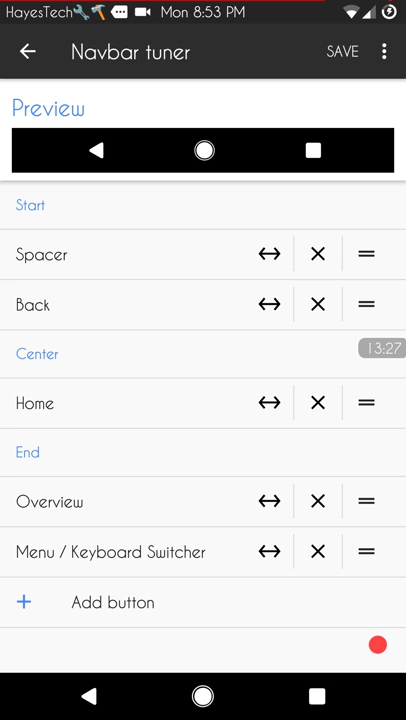 HayesTech Mon 8:53 PM
Navbar tuner SAVE
Preview
Start
Spacer
Back
Center
13:27
Home
End
Overview
Menu / Keyboard Switcher
Add button